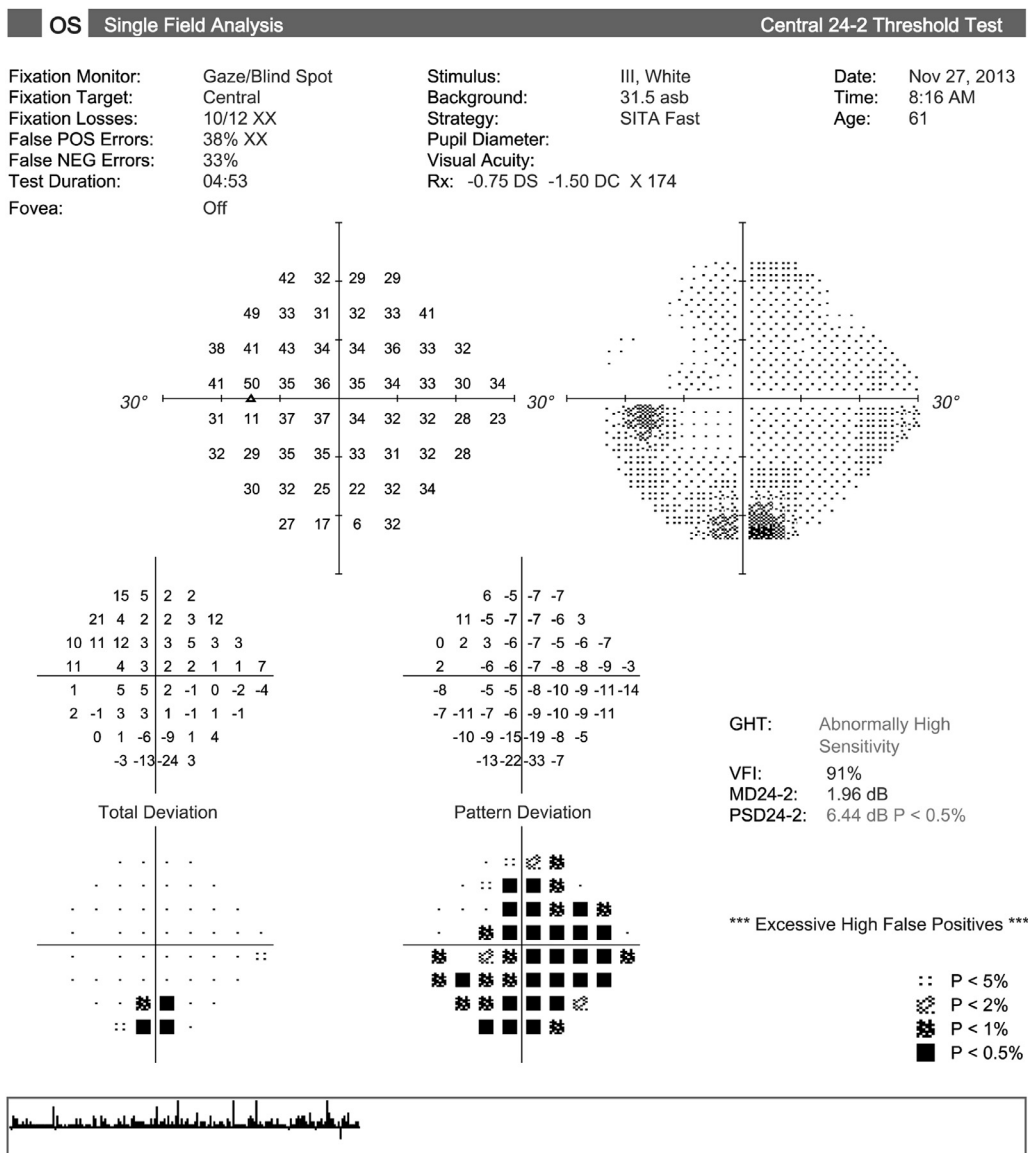 OS Single Field Analysis Central 24-2 Threshold Test
Fixation Monitor: Gaze/Blind Spot Stimulus: III, White Date: Nov 27, 2013
Fixation Target: Central Background: 31.5 asb Time: 8:16 AM
Fixation Losses: 10/12 XX Strategy: SITA Fast Age: 61
False POS Errors: 38% XX Pupil Diameter:
False NEG Errors: 33% Visual Acuity:
Test Duration: 04:53 Rx: -0.75 DS -1.50 DC X 174
Fovea: Off
42 32 29 29
49 33 31 32 33 41
38 41 43 34 34 36 33 32
41 50 35 36 35 34 33 30 34
30° 30° 30°
31 11 37 37 34 32 32 28 23
32 29 35 35 33 31 32 28
30 32 25 22 32 34
27 17 6 32
15 5 2 2 6 -5 -7 -7
21 4 2 2 3 12 11 -5 -7 -7 -6 3
10 11 12 3 3 5 3 3 0 2 3 -6 -7 -5 -6 -7
11 4 3 2 2 1 1 7 2 -6 -6 -7 -8 -8 -9 -3
1 5 5 2 -1 0 -2 -4 -8 -5 -5 -8 -10 -9 -11 -14
2 -1 3 3 1 -1 1 -1 -7 -11 -7 -6 -9 -10 -9 -11
0 1 -6 -9 1 4 -10 -9 -15 -19 -8 -5
-3 -13 -24 3 -13 -22 -33 -7
GHT: Abnormally High
Sensitivity
VFI: 91%
MD24-2: 1.96 dB
PSD24-2: 6.44 dB P < 0.5%
Total Deviation Pattern Deviation
*** Excessive High False Positives ***
P < 5%
P < 2%
P < 1%
P < 0.5%